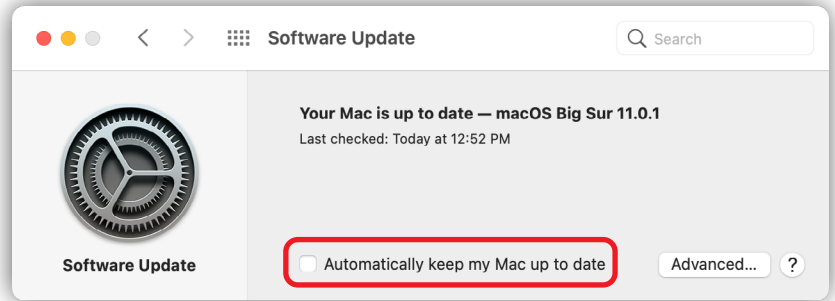 Software Update
Search
Your Mac is up to date — macOS Big Sur 11.0.1
Last checked: Today at 12:52 PM
Software Update
Automatically keep my Mac up to date
Advanced...
?